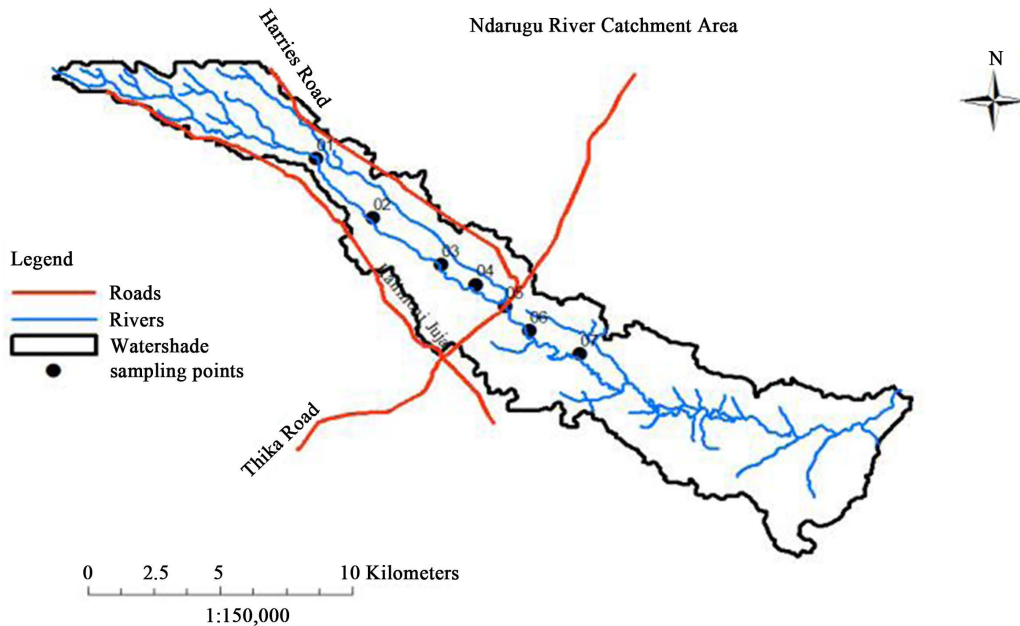 Ndarugu River Catchment Area
Harries Road
N
01
02
03
04
05
06
07
Legend
Roads
Rivers
Watershade
sampling points
Thika Road
0 2.5 5 10 Kilometers
1:150,000